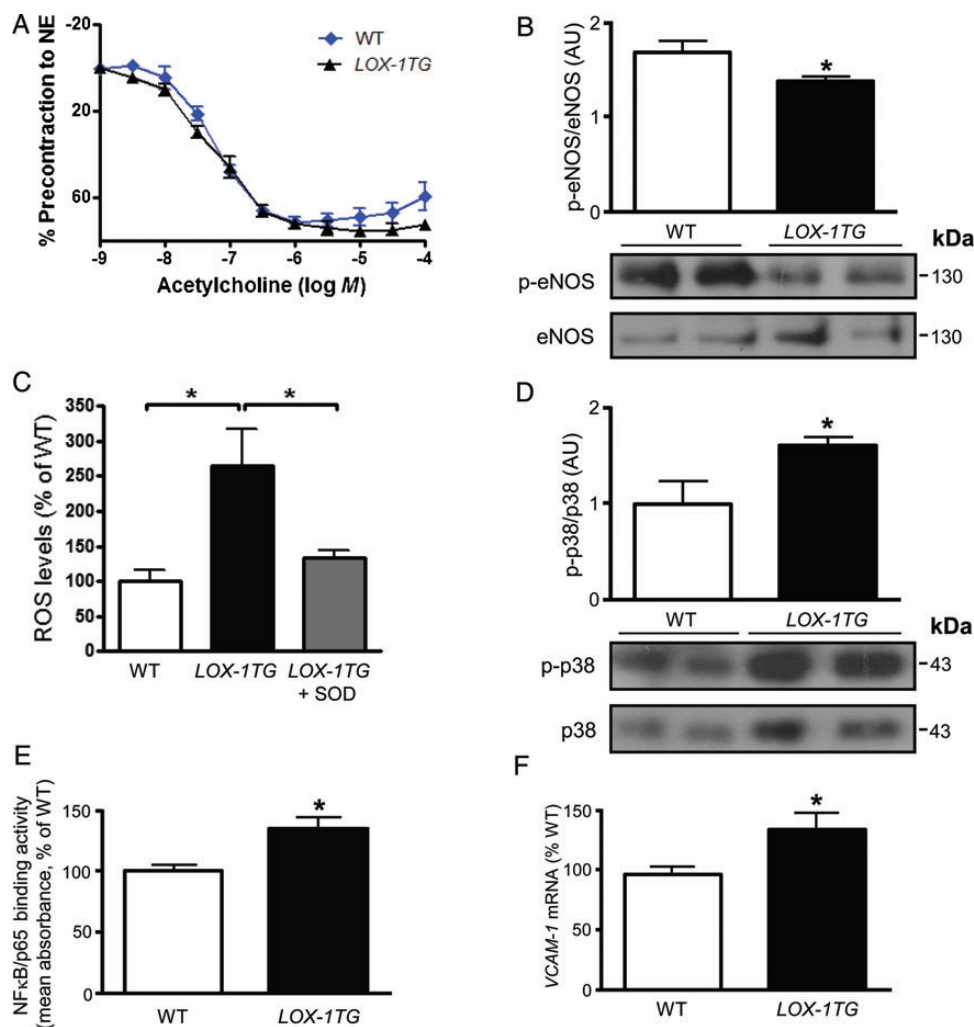 A
% Precontraction to NE
-20
20
60
-9
-8
-7
-6
-5
-4
Acetylcholine (log M)
WT
LOX-1TG
B
p-eNOS/eNOS (AU)
2
1
0
*
WT
LOX-1TG
kDa
p-eNOS
-130
eNOS
-130
C
ROS levels (% of WT)
350
300
250
200
150
100
50
0
*
*
WT
LOX-1TG
LOX-1TG
+ SOD
D
p-p38/p38 (AU)
2
1
0
*
WT
LOX-1TG
kDa
p-p38
-43
p38
-43
E
NFκB/p65 binding activity
(mean absorbance, % of WT)
150
100
50
0
*
WT
LOX-1TG
F
VCAM-1 mRNA (% WT)
150
100
50
0
*
WT
LOX-1TG